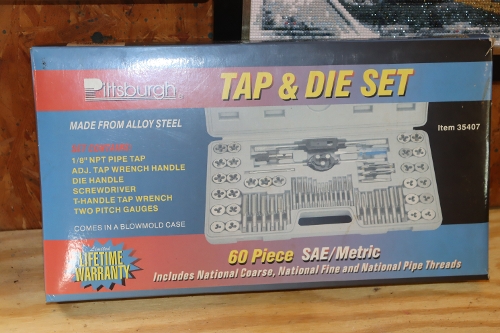 Pittsburgh
TAP & DIE SET
MADE FROM ALLOY STEEL
Item 35407
1/8" NPT PIPE TAP
ADJ. TAP WRENCH HANDLE
DIE HANDLE
SCREWDRIVER
T-HANDLE TAP WRENCH
TWO PITCH GAUGES
COMES IN A BLOWMOLD CASE
Limited
LIFETIME
WARRANTY
60 Piece SAE/Metric
Includes National Coarse, National Fine and National Pipe Threads